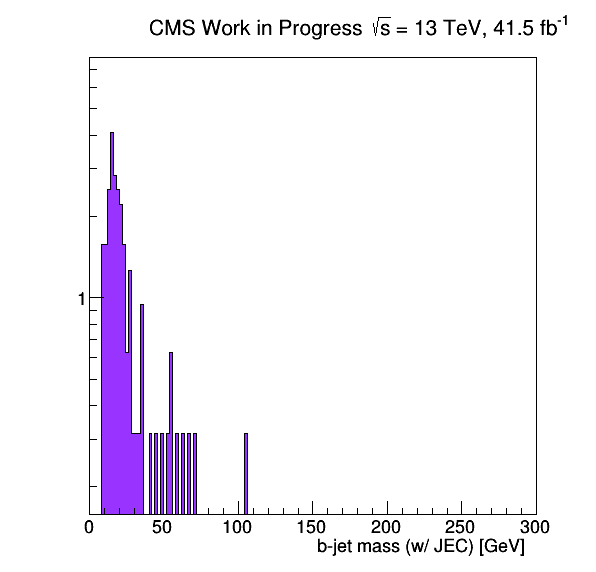 CMS Work in Progress √s = 13 TeV, 41.5 fb⁻¹
1
0 50 100 150 200 250 300
b-jet mass (w/ JEC) [GeV]